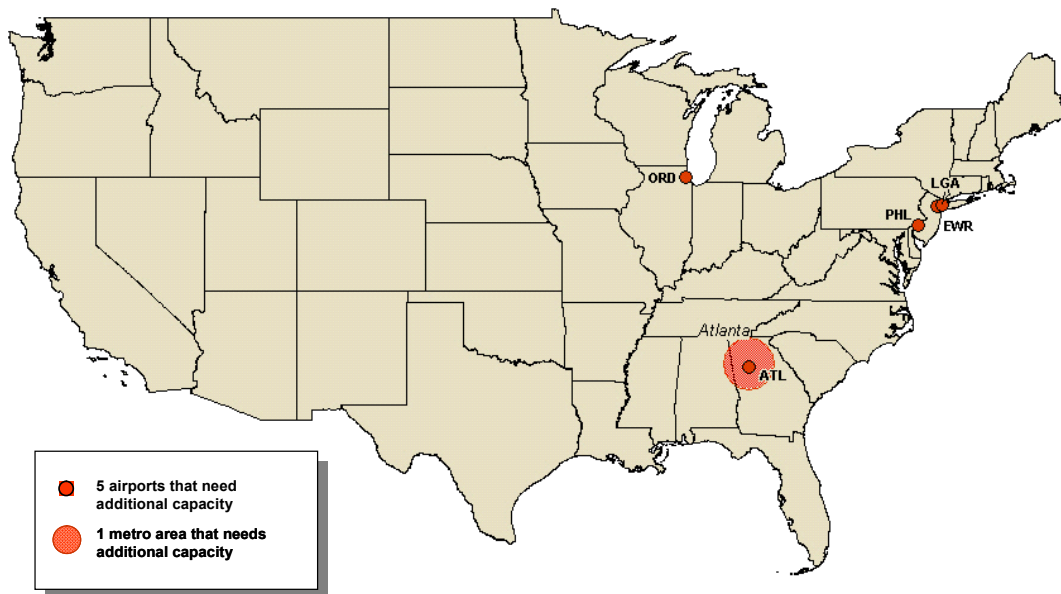 ORD
LGA
PHL
EWR
Atlanta
ATL
5 airports that need
additional capacity
1 metro area that needs
additional capacity